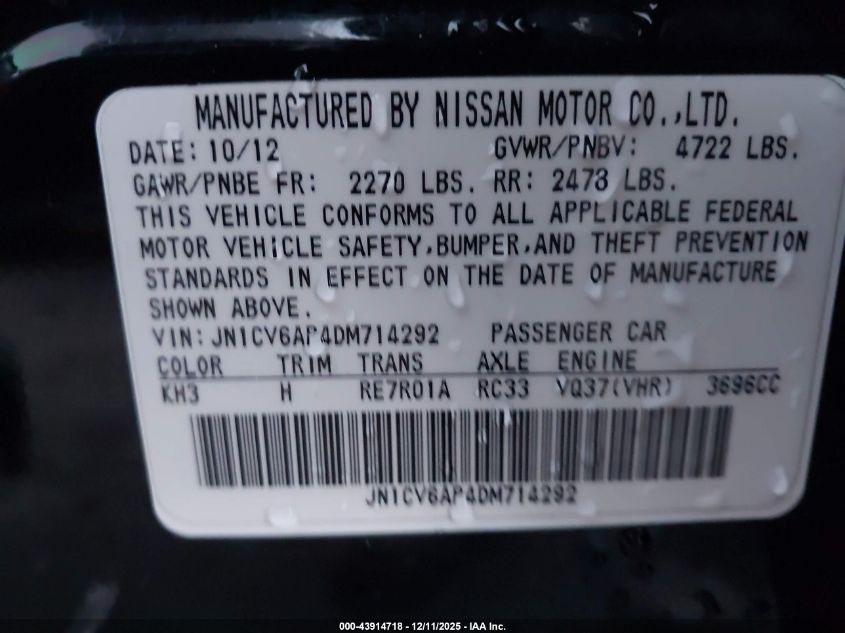 MANUFACTURED BY NISSAN MOTOR CO.,LTD.
DATE: 10/12 GVWR/PNBV: 4722 LBS.
GAWR/PNBE FR: 2270 LBS. RR: 2478 LBS.
THIS VEHICLE CONFORMS TO ALL APPLICABLE FEDERAL
MOTOR VEHICLE SAFETY,BUMPER,AND THEFT PREVENTION
STANDARDS IN EFFECT ON THE DATE OF MANUFACTURE
SHOWN ABOVE.
VIN: JN1CV6AP4DM714292 PASSENGER CAR
COLOR TRIM TRANS AXLE ENGINE
KH3 H RE7R01A RC33 VQ37(VHR) 3696CC
JN1CV6AP4DM714292
000-43914718 - 12/11/2025 - IAA Inc.